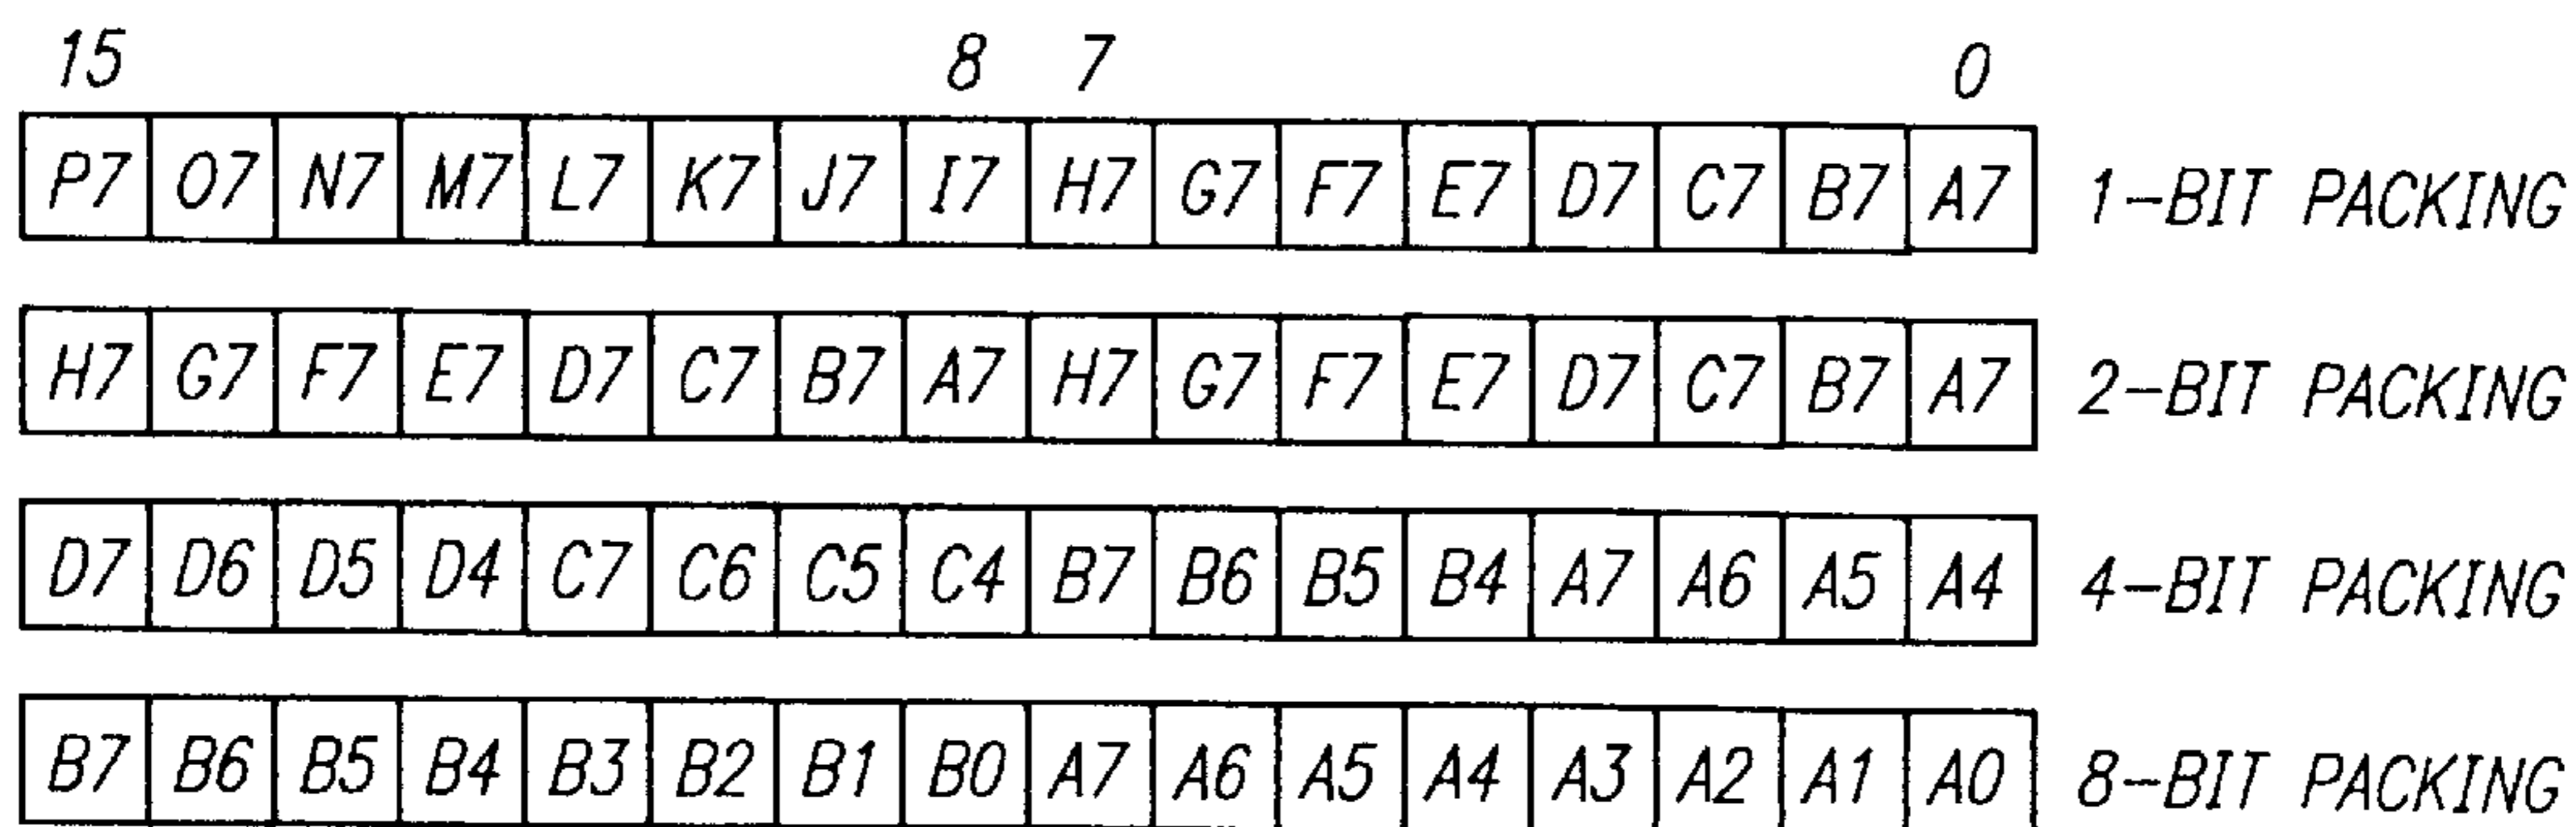 15 8 7 0
P7 O7 N7 M7 L7 K7 J7 I7 H7 G7 F7 E7 D7 C7 B7 A7 1-BIT PACKING
H7 G7 F7 E7 D7 C7 B7 A7 H7 G7 F7 E7 D7 C7 B7 A7 2-BIT PACKING
D7 D6 D5 D4 C7 C6 C5 C4 B7 B6 B5 B4 A7 A6 A5 A4 4-BIT PACKING
B7 B6 B5 B4 B3 B2 B1 B0 A7 A6 A5 A4 A3 A2 A1 A0 8-BIT PACKING